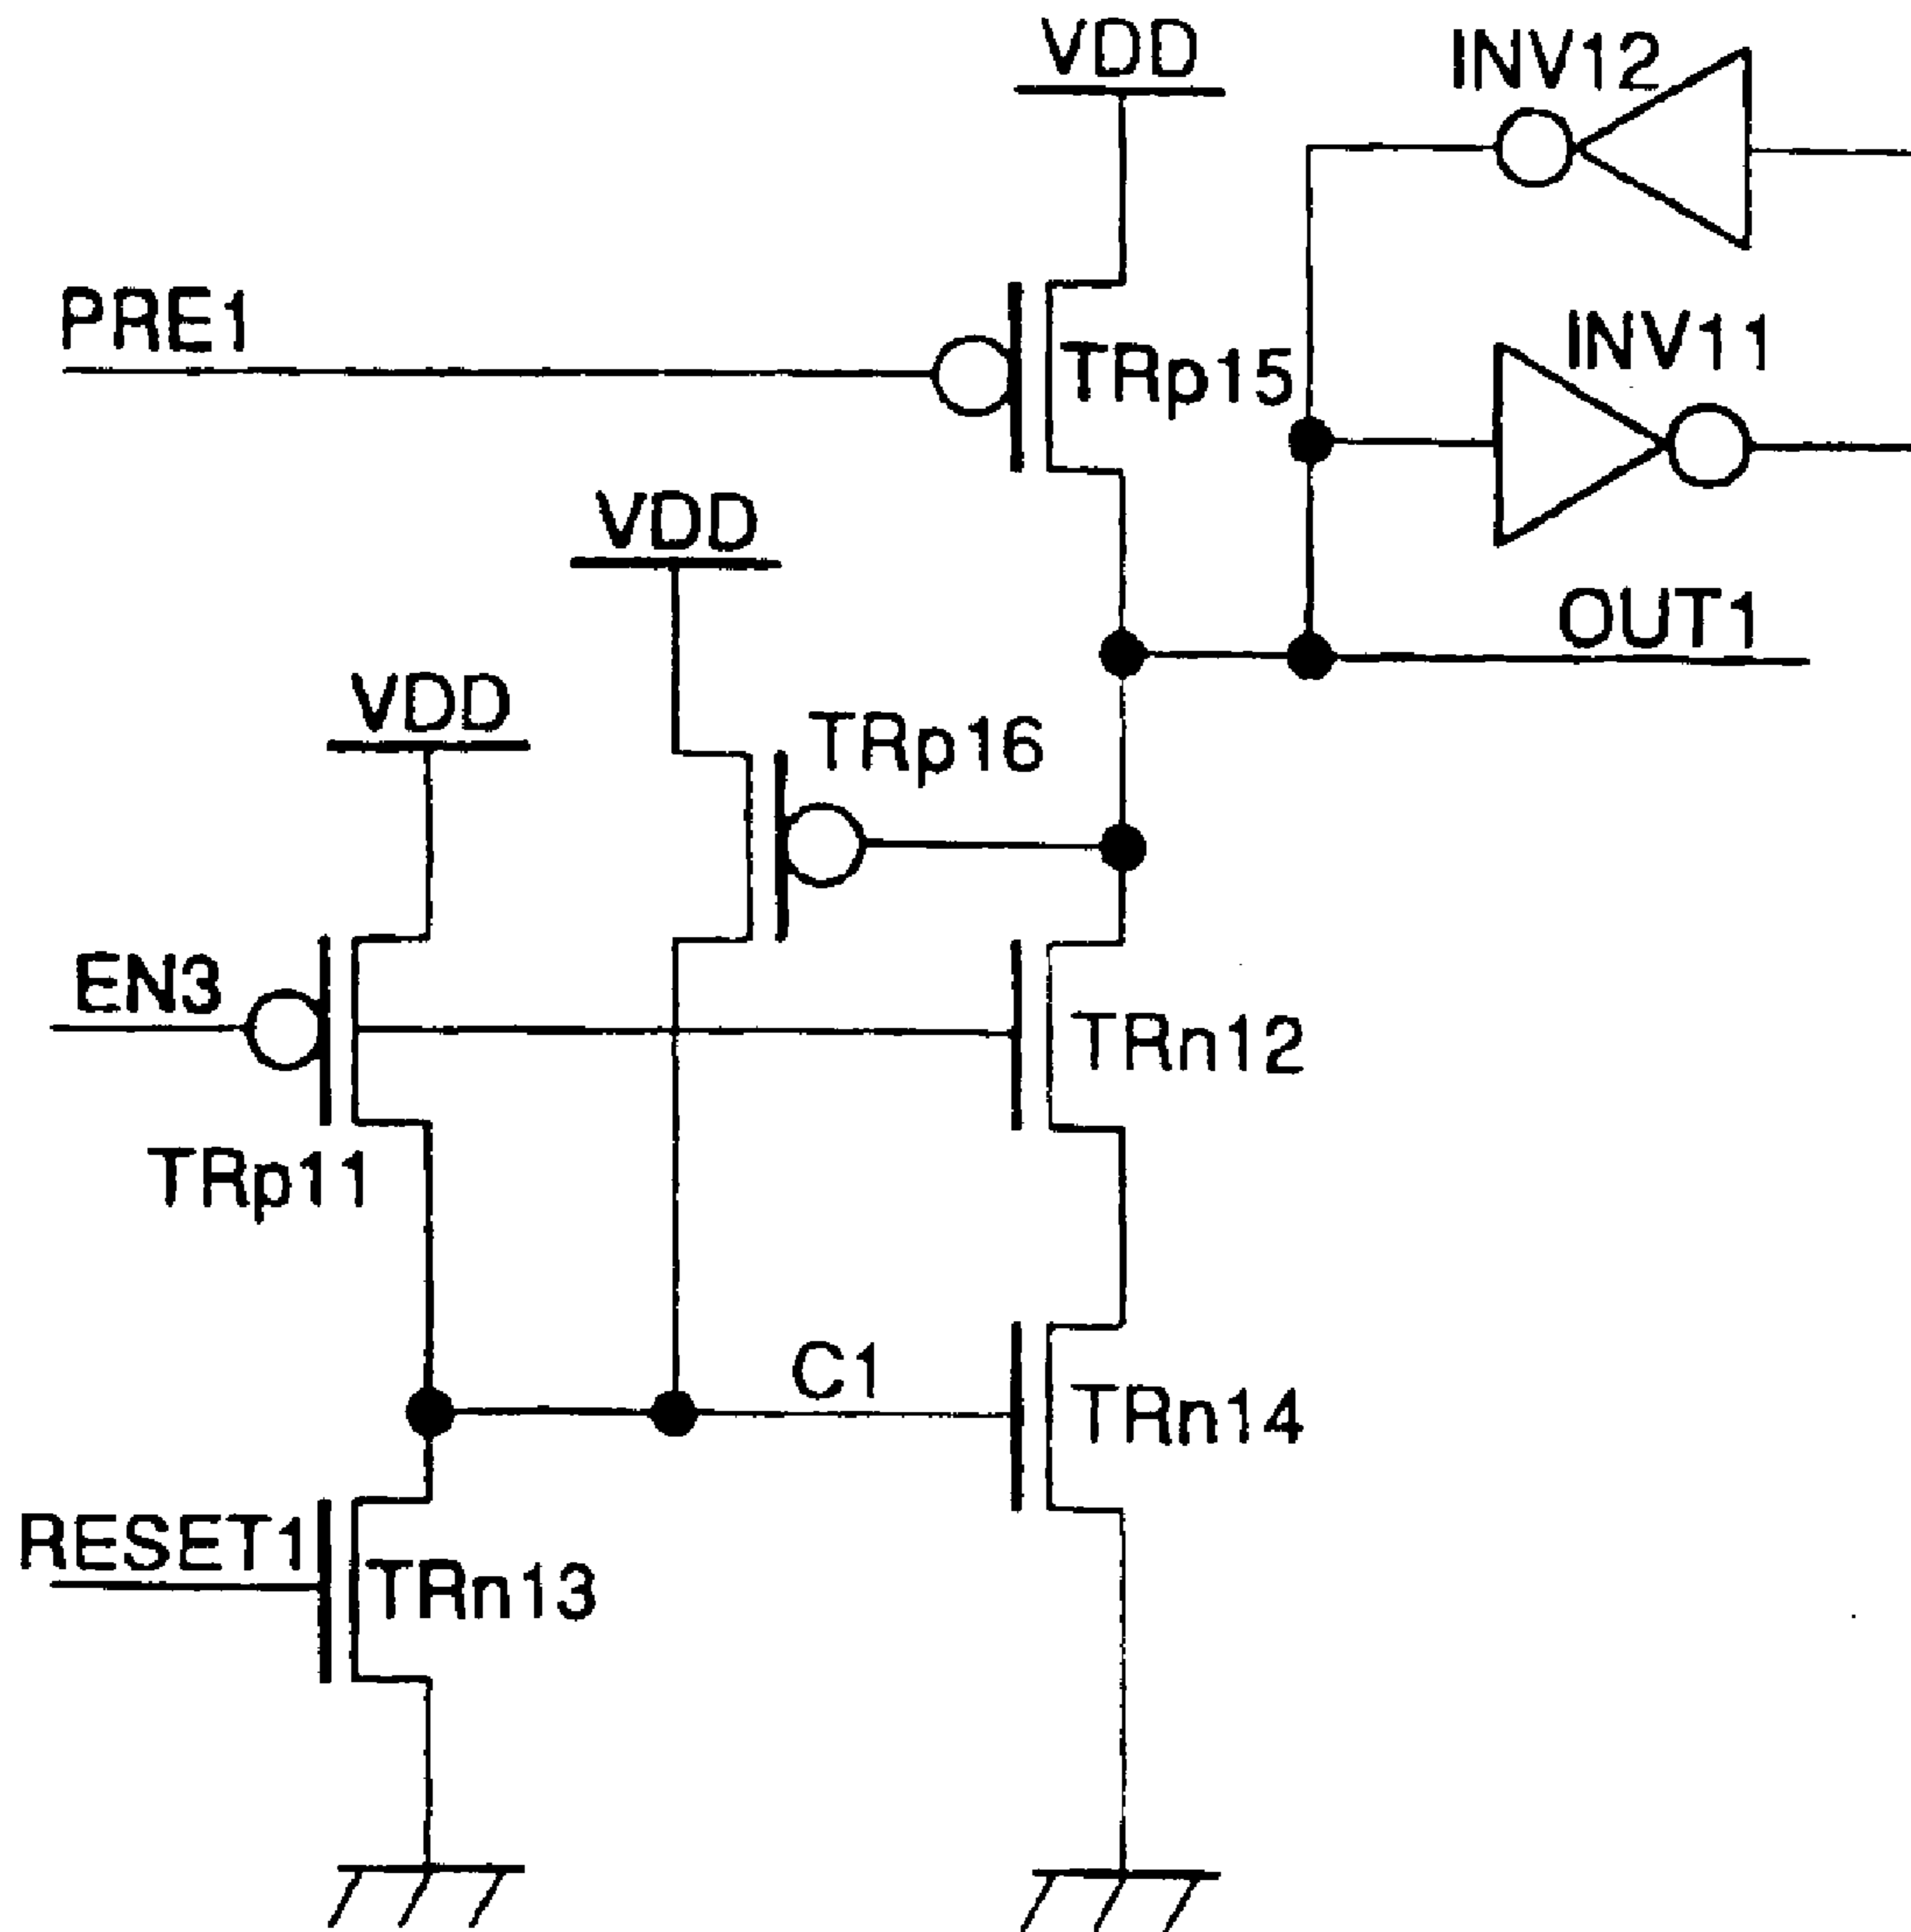 VDD
INV12
PRE1
TRp15
INV11
VDD
OUT1
VDD
TRp16
EN3
TRn12
TRp11
C1
TRn14
RESET1
TRn13